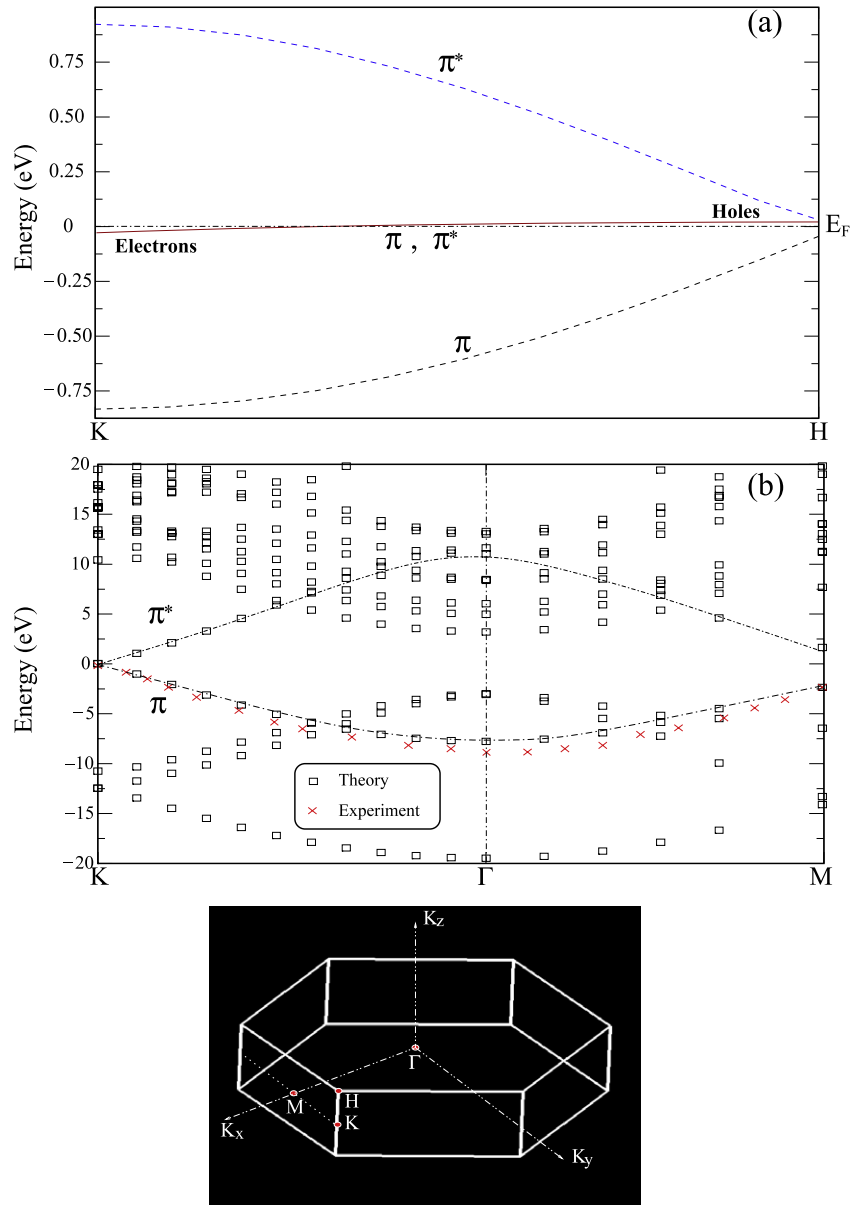 (a)
0.75
0.50
0.25
0
−0.25
−0.50
−0.75
Energy (eV)
π*
Holes
Electrons
π , π*
E_F
π
K H
(b)
20
15
10
5
0
−5
−10
−15
−20
Energy (eV)
π*
π
Theory
Experiment
K Γ M
K_z
Γ
M
H
K
K_x
K_y